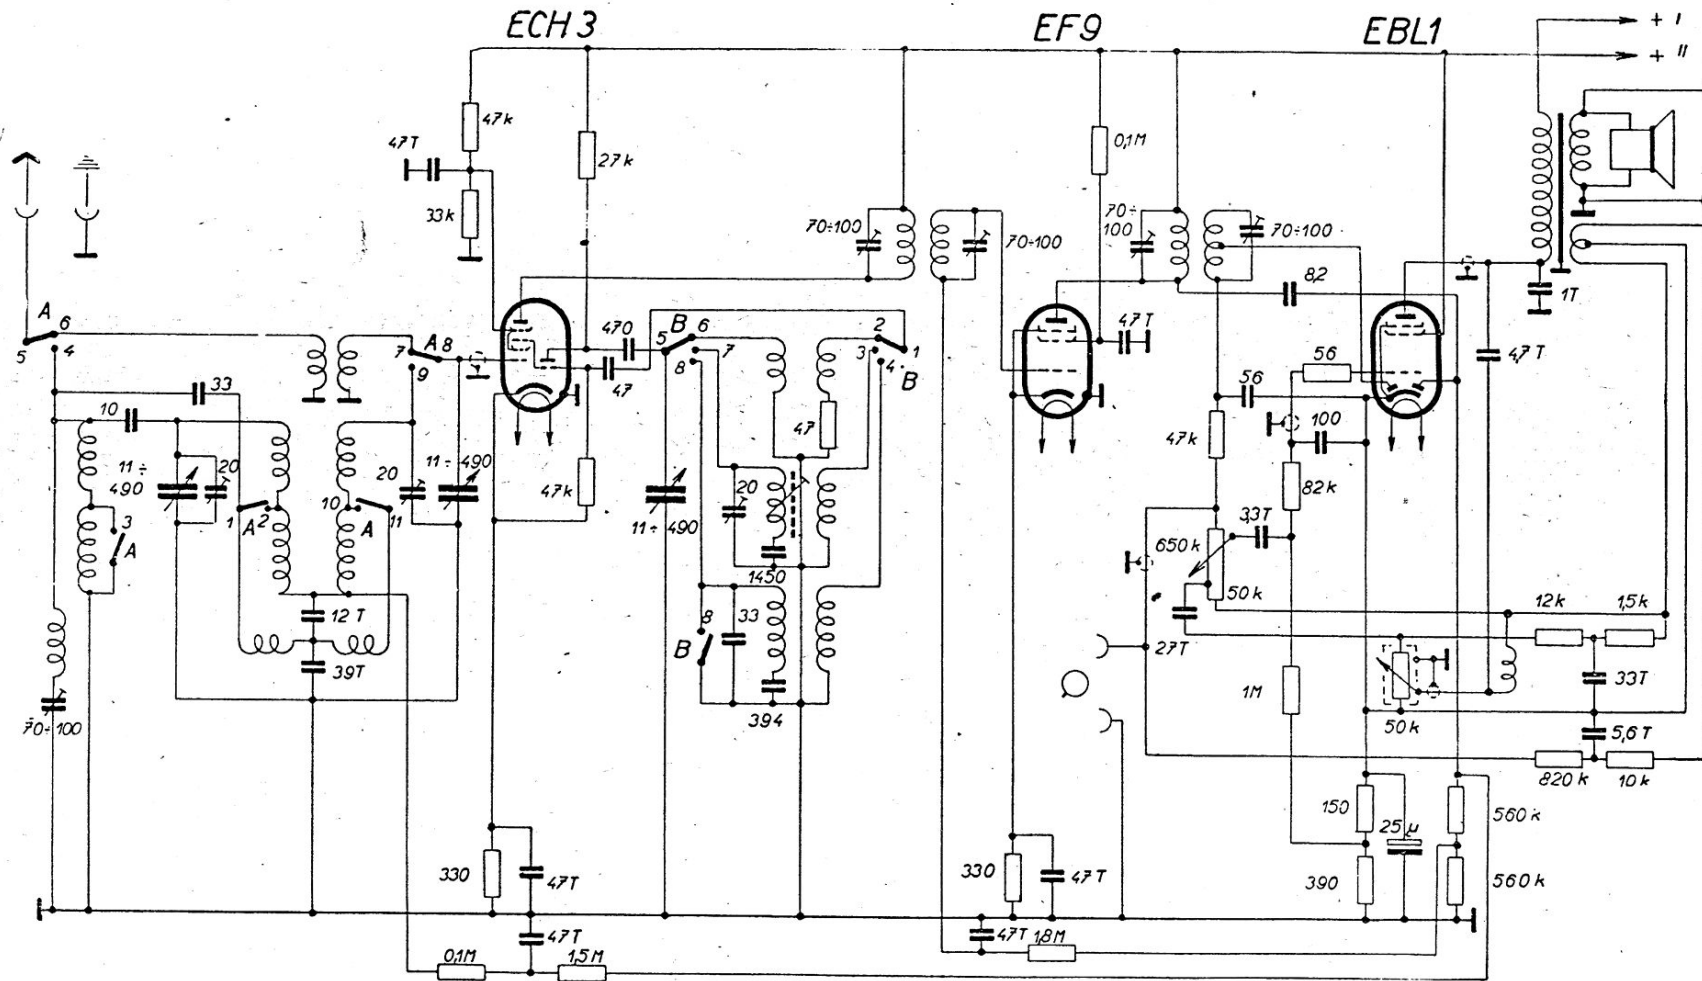 ECH3
EF9
EBL1
+ I
+ II
47k
47T
27k
33k
0,1M
70÷100
70÷100
70÷
100
70÷100
8,2
1T
A
6
5
4
7
A
8
9
470
47
5
B
6
7
8
2
3
1
4
B
47T
4,7T
56
56
100
33
10
11÷
490
20
20
11÷490
47
47k
47k
82k
3
A
1
A
2
10
A
11
20
11÷490
1450
3,3T
650k
50k
12T
39T
8
B
33
394
27T
12k
1,5k
33T
1M
50k
5,6T
70÷100
820k
10k
150
25µ
560k
330
47T
330
47T
390
560k
47T
0,1M
1,5M
47T
1,8M